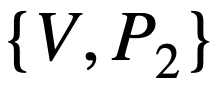 {V, P₂}